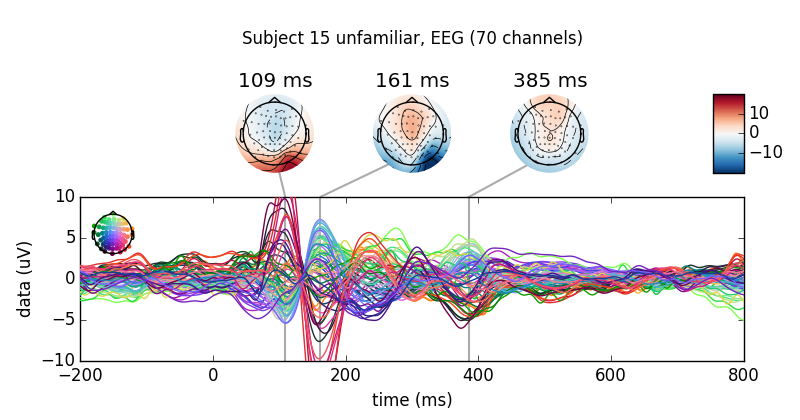 Subject 15 unfamiliar, EEG (70 channels)
109 ms 161 ms 385 ms
10
0
−10
10
5
0
−5
−10
data (uV)
−200 0 200 400 600 800
time (ms)